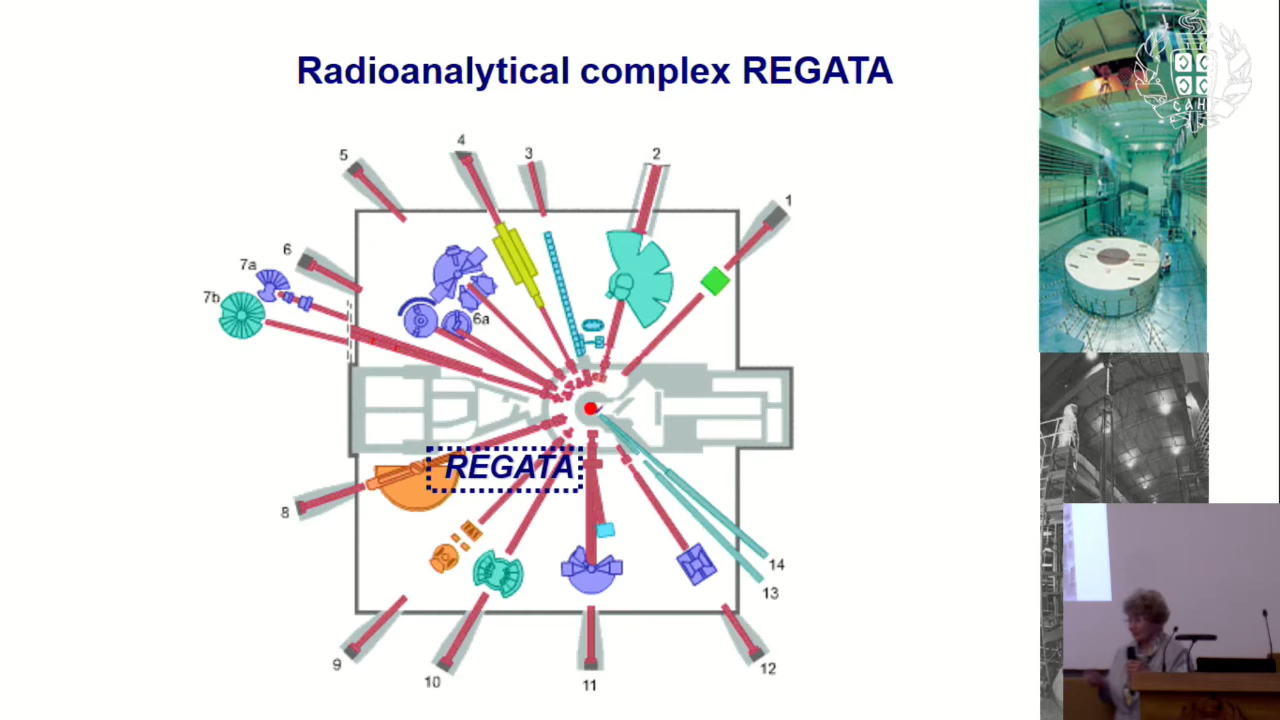 Radioanalytical complex REGATA
5
4
3
2
1
6
7a
7b
6a
REGATA
8
14
13
9
10
11
12
САН